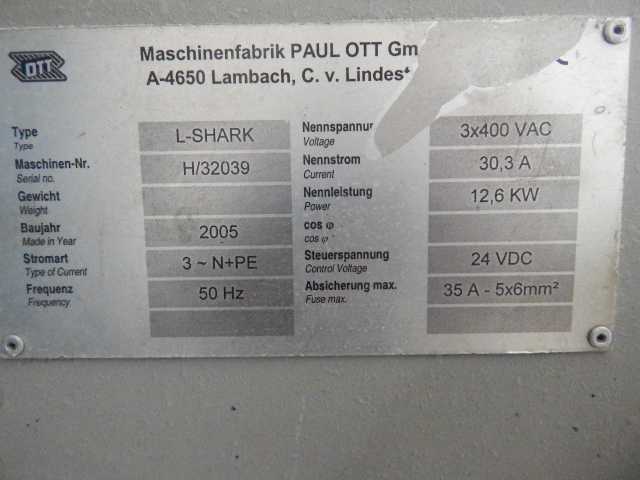 OTT
Maschinenfabrik PAUL OTT Gm
A-4650 Lambach, C. v. Lindes
Type L-SHARK
Type
Maschinen-Nr. H/32039
Serial no.
Gewicht
Weight
Baujahr 2005
Made in Year
Stromart 3 ~ N+PE
Type of Current
Frequenz 50 Hz
Frequency
Nennspannun 3x400 VAC
Voltage
Nennstrom 30,3 A
Current
Nennleistung 12,6 KW
Power
cos φ
cos φ
Steuerspannung 24 VDC
Control Voltage
Absicherung max. 35 A - 5x6mm²
Fuse max.